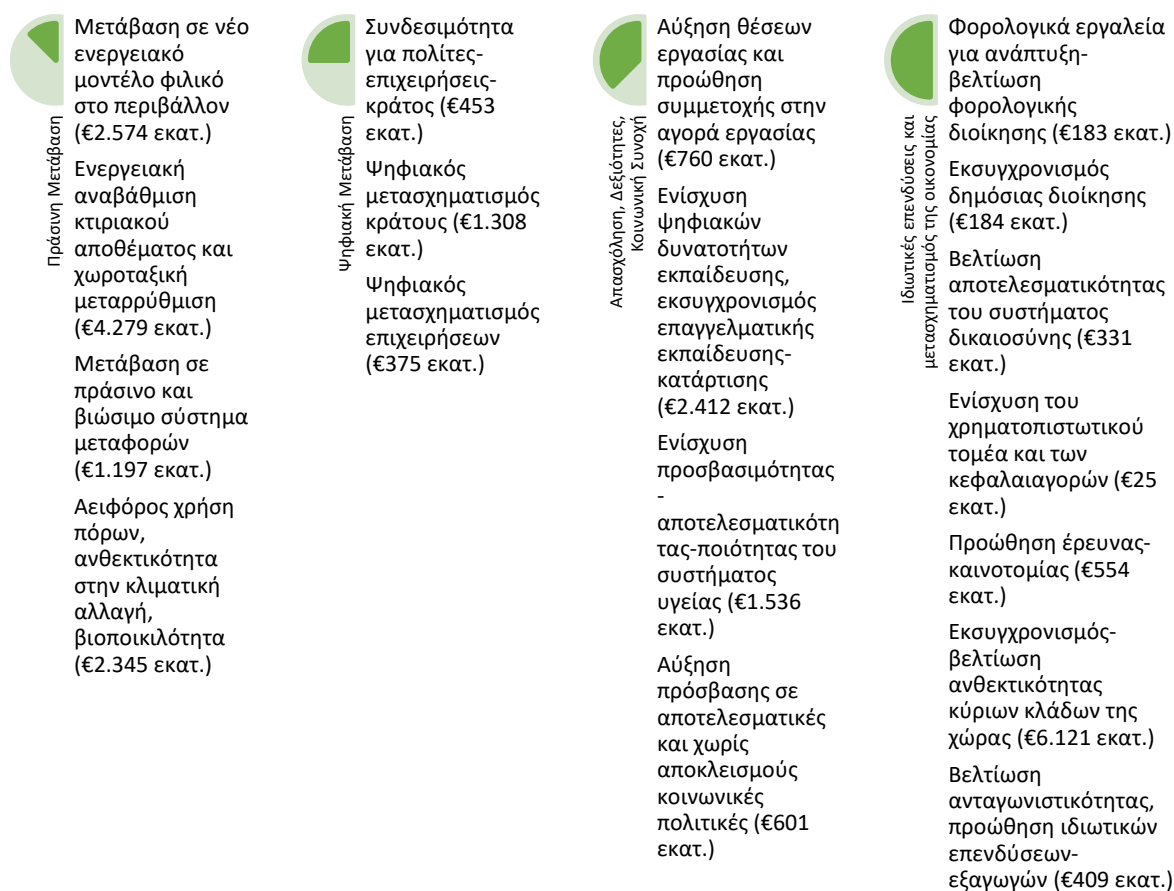 Πράσινη Μετάβαση
Μετάβαση σε νέο
ενεργειακό
μοντέλο φιλικό
στο περιβάλλον
(€2.574 εκατ.)
Ενεργειακή
αναβάθμιση
κτιριακού
αποθέματος και
χωροταξική
μεταρρύθμιση
(€4.279 εκατ.)
Μετάβαση σε
πράσινο και
βιώσιμο σύστημα
μεταφορών
(€1.197 εκατ.)
Αειφόρος χρήση
πόρων,
ανθεκτικότητα
στην κλιματική
αλλαγή,
βιοποικιλότητα
(€2.345 εκατ.)
Ψηφιακή Μετάβαση
Συνδεσιμότητα
για πολίτες-
επιχειρήσεις-
κράτος (€453
εκατ.)
Ψηφιακός
μετασχηματισμός
κράτους (€1.308
εκατ.)
Ψηφιακός
μετασχηματισμός
επιχειρήσεων
(€375 εκατ.)
Απασχόληση, Δεξιότητες,
Κοινωνική Συνοχή
Αύξηση θέσεων
εργασίας και
προώθηση
συμμετοχής στην
αγορά εργασίας
(€760 εκατ.)
Ενίσχυση
ψηφιακών
δυνατοτήτων
εκπαίδευσης,
εκσυγχρονισμός
επαγγελματικής
εκπαίδευσης-
κατάρτισης
(€2.412 εκατ.)
Ενίσχυση
προσβασιμότητας
-
αποτελεσματικότη
τας-ποιότητας του
συστήματος
υγείας (€1.536
εκατ.)
Αύξηση
πρόσβασης σε
αποτελεσματικές
και χωρίς
αποκλεισμούς
κοινωνικές
πολιτικές (€601
εκατ.)
Ιδιωτικές επενδύσεις και
μετασχηματισμός της οικονομίας
Φορολογικά εργαλεία
για ανάπτυξη-
βελτίωση
φορολογικής
διοίκησης (€183 εκατ.)
Εκσυγχρονισμός
δημόσιας διοίκησης
(€184 εκατ.)
Βελτίωση
αποτελεσματικότητας
του συστήματος
δικαιοσύνης (€331
εκατ.)
Ενίσχυση του
χρηματοπιστωτικού
τομέα και των
κεφαλαιαγορών (€25
εκατ.)
Προώθηση έρευνας-
καινοτομίας (€554
εκατ.)
Εκσυγχρονισμός-
βελτίωση
ανθεκτικότητας
κύριων κλάδων της
χώρας (€6.121 εκατ.)
Βελτίωση
ανταγωνιστικότητας,
προώθηση ιδιωτικών
επενδύσεων-
εξαγωγών (€409 εκατ.)